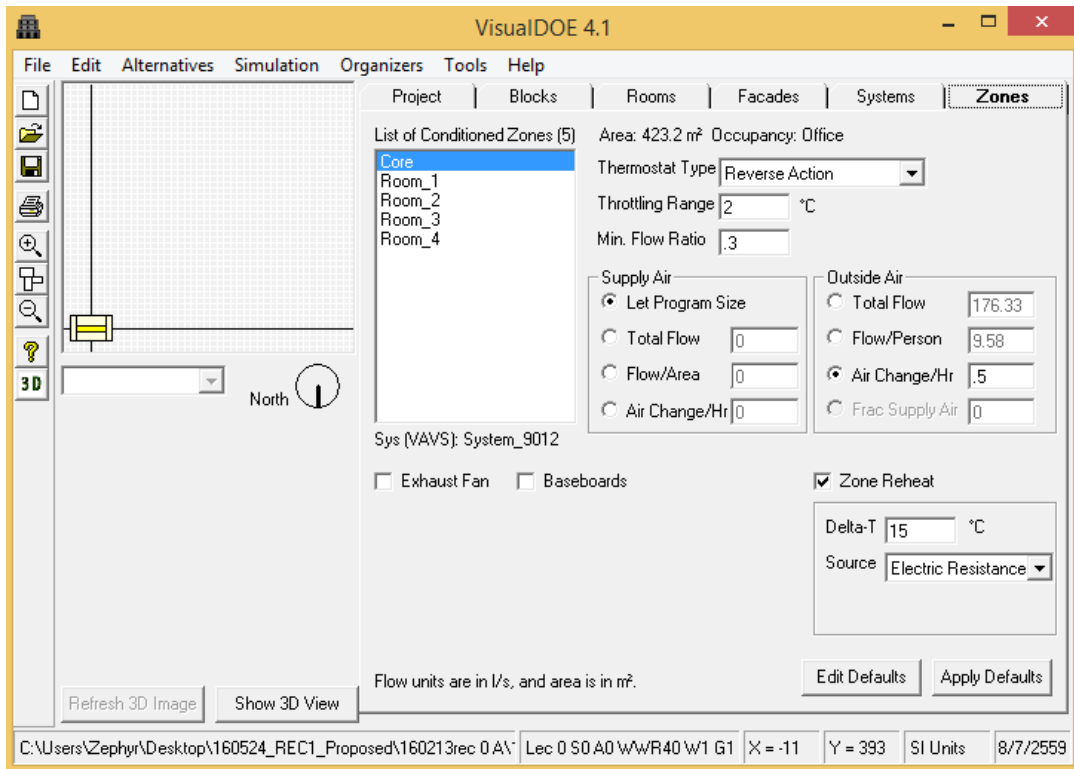 VisualDOE 4.1
File Edit Alternatives Simulation Organizers Tools Help
Project Blocks Rooms Facades Systems Zones
List of Conditioned Zones (5) Area: 423.2 m² Occupancy: Office
Core
Room_1
Room_2
Room_3
Room_4
Thermostat Type Reverse Action
Throttling Range 2 °C
Min. Flow Ratio .3
Supply Air
Let Program Size
Total Flow 0
Flow/Area 0
Air Change/Hr 0
Outside Air
Total Flow 176.33
Flow/Person 9.58
Air Change/Hr .5
Frac Supply Air 0
3D
North
Sys (VAVS): System_9012
Exhaust Fan Baseboards Zone Reheat
Delta-T 15 °C
Source Electric Resistance
Flow units are in l/s, and area is in m².
Edit Defaults Apply Defaults
Refresh 3D Image Show 3D View
C:\Users\Zephyr\Desktop\160524_REC1_Proposed\160213rec 0 A\ Lec 0 S0 A0 WWR40 W1 G1 X = -11 Y = 393 SI Units 8/7/2559